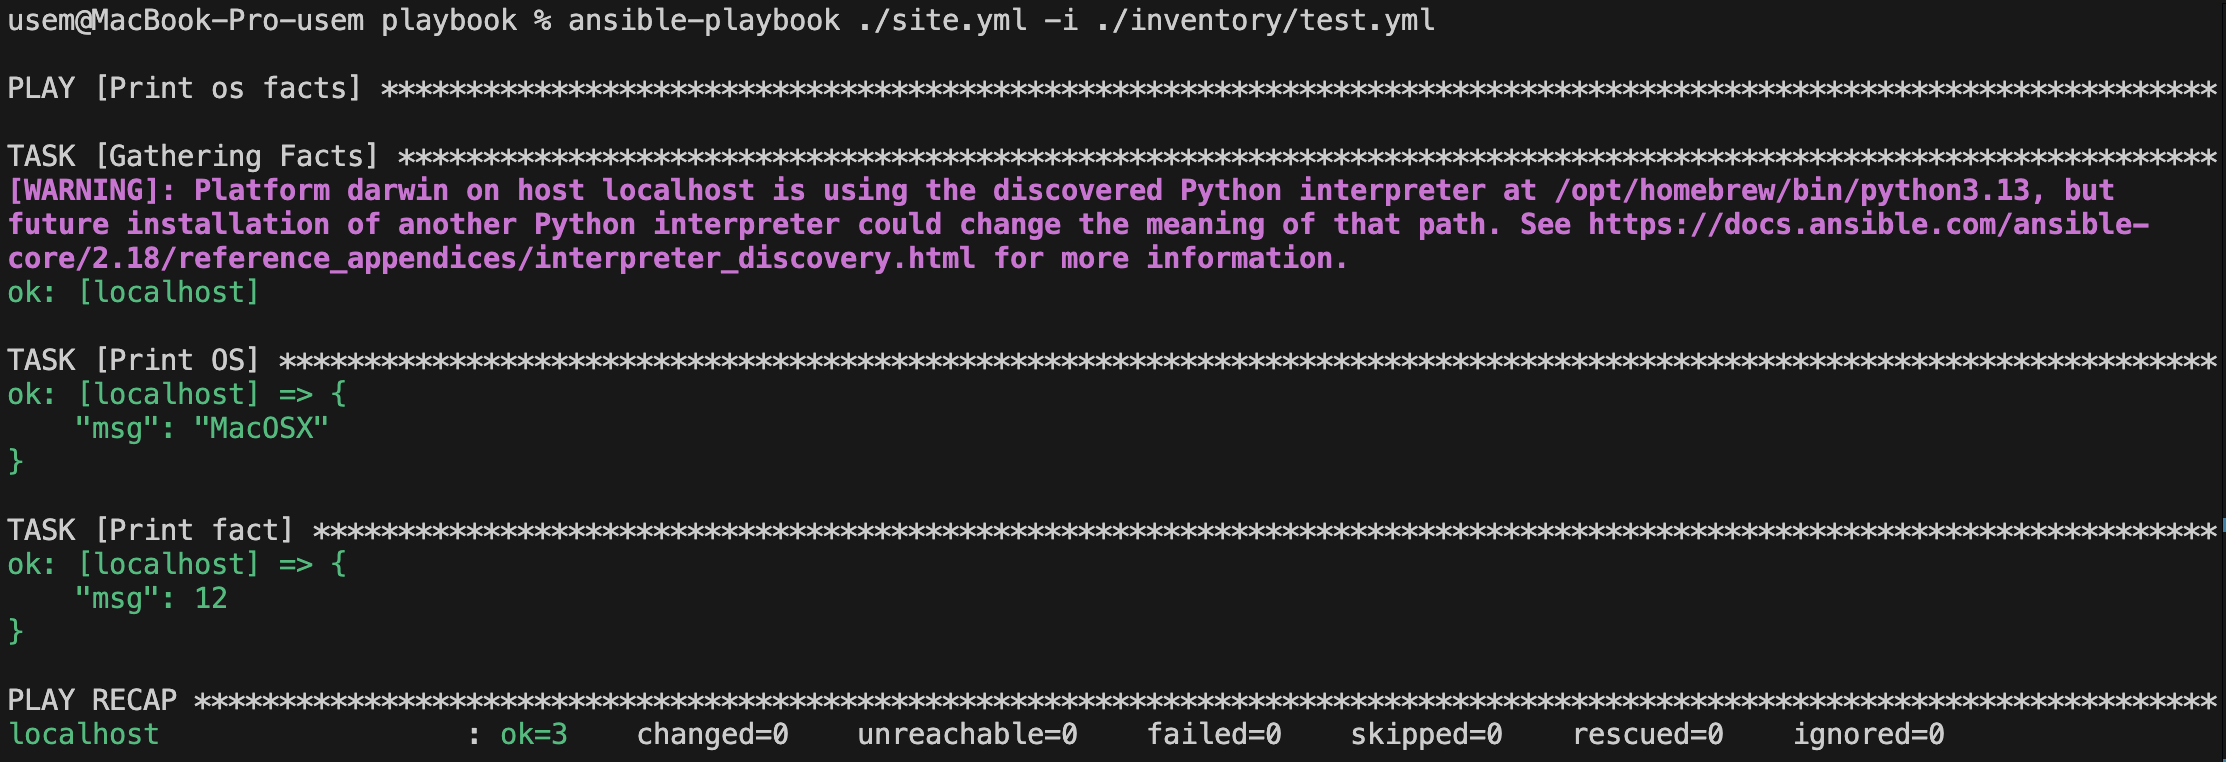 usem@MacBook-Pro-usem playbook % ansible-playbook ./site.yml -i ./inventory/test.yml
PLAY [Print os facts] ************************************************************************************************************
TASK [Gathering Facts] ***********************************************************************************************************
[WARNING]: Platform darwin on host localhost is using the discovered Python interpreter at /opt/homebrew/bin/python3.13, but
future installation of another Python interpreter could change the meaning of that path. See https://docs.ansible.com/ansible-
core/2.18/reference_appendices/interpreter_discovery.html for more information.
ok: [localhost]
TASK [Print OS] ******************************************************************************************************************
ok: [localhost] => {
    "msg": "MacOSX"
}
TASK [Print fact] ****************************************************************************************************************
ok: [localhost] => {
    "msg": 12
}
PLAY RECAP ***********************************************************************************************************************
localhost                  : ok=3    changed=0    unreachable=0    failed=0    skipped=0    rescued=0    ignored=0